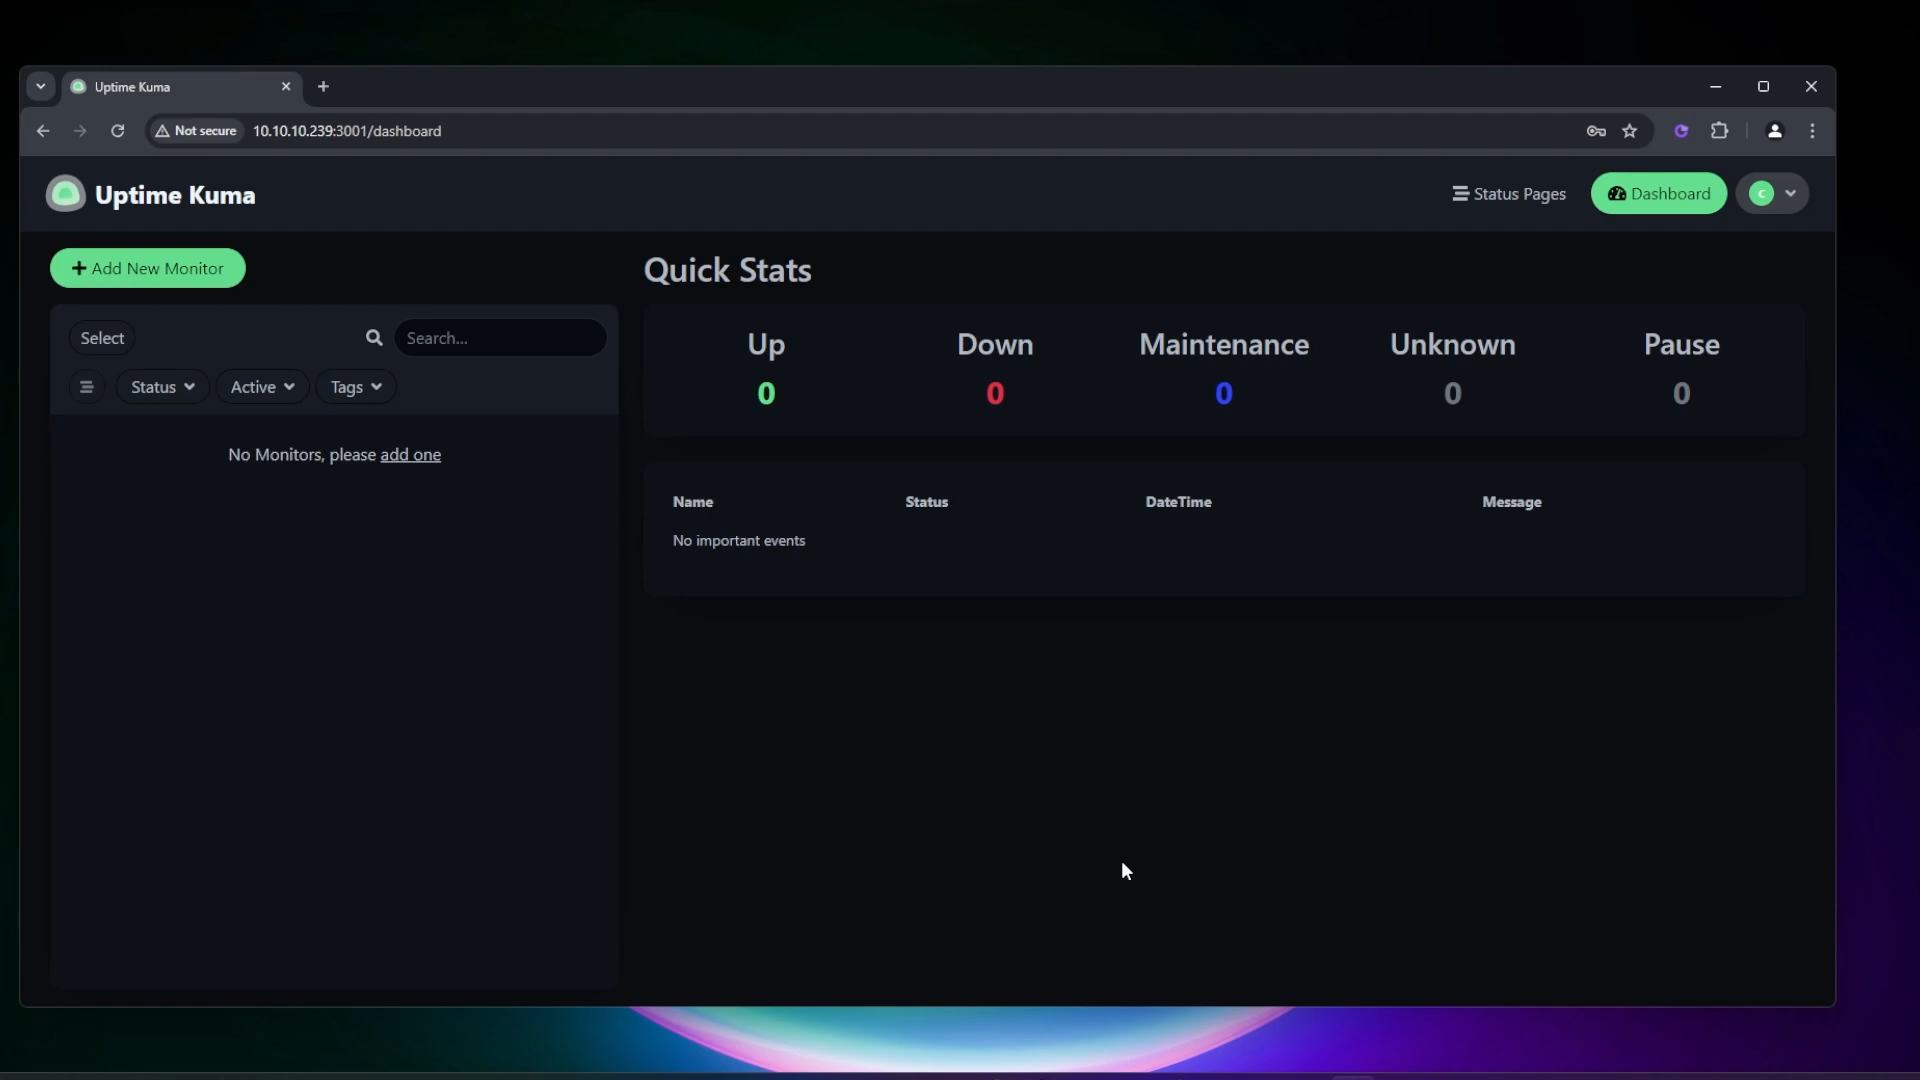 Uptime Kuma
Not secure 10.10.10.239:3001/dashboard
Uptime Kuma
Status Pages
Dashboard
C
Add New Monitor
Quick Stats
Select
Search...
Status
Active
Tags
Up
Down
Maintenance
Unknown
Pause
0
0
0
0
0
No Monitors, please add one
Name
Status
DateTime
Message
No important events